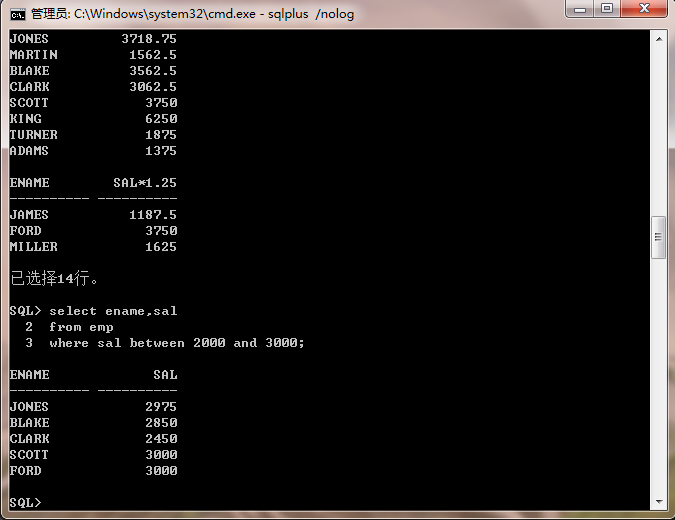 管理员: C:\Windows\system32\cmd.exe - sqlplus  /nolog
JONES         3718.75
MARTIN         1562.5
BLAKE          3562.5
CLARK          3062.5
SCOTT            3750
KING             6250
TURNER           1875
ADAMS            1375
ENAME        SAL*1.25
---------- ----------
JAMES          1187.5
FORD             3750
MILLER           1625
已选择14行。
SQL> select ename,sal
  2  from emp
  3  where sal between 2000 and 3000;
ENAME             SAL
---------- ----------
JONES            2975
BLAKE            2850
CLARK            2450
SCOTT            3000
FORD             3000
SQL>